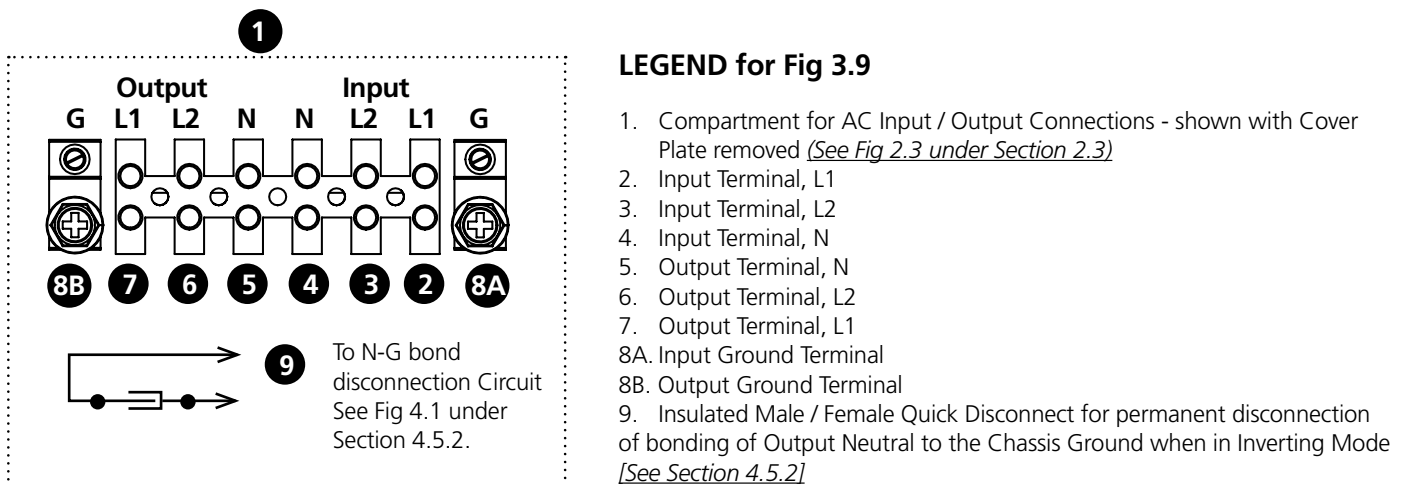 1
Output Input
G L1 L2 N N L2 L1 G
8B 7 6 5 4 3 2 8A
9
To N-G bond
disconnection Circuit
See Fig 4.1 under
Section 4.5.2.
LEGEND for Fig 3.9
1. Compartment for AC Input / Output Connections - shown with Cover
Plate removed (See Fig 2.3 under Section 2.3)
2. Input Terminal, L1
3. Input Terminal, L2
4. Input Terminal, N
5. Output Terminal, N
6. Output Terminal, L2
7. Output Terminal, L1
8A. Input Ground Terminal
8B. Output Ground Terminal
9. Insulated Male / Female Quick Disconnect for permanent disconnection
of bonding of Output Neutral to the Chassis Ground when in Inverting Mode
[See Section 4.5.2]